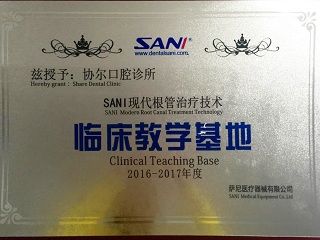 SANI®
www.dentalsani.com
兹授予：协尔口腔诊所
Hereby grant： Share Dental Clinic
SANI现代根管治疗技术
SANI Modern Root Canal Treatment Technology
临床教学基地
Clinical Teaching Base
2016-2017年度
萨尼医疗器械有限公司
SANI Medical Equipment Co.,Ltd